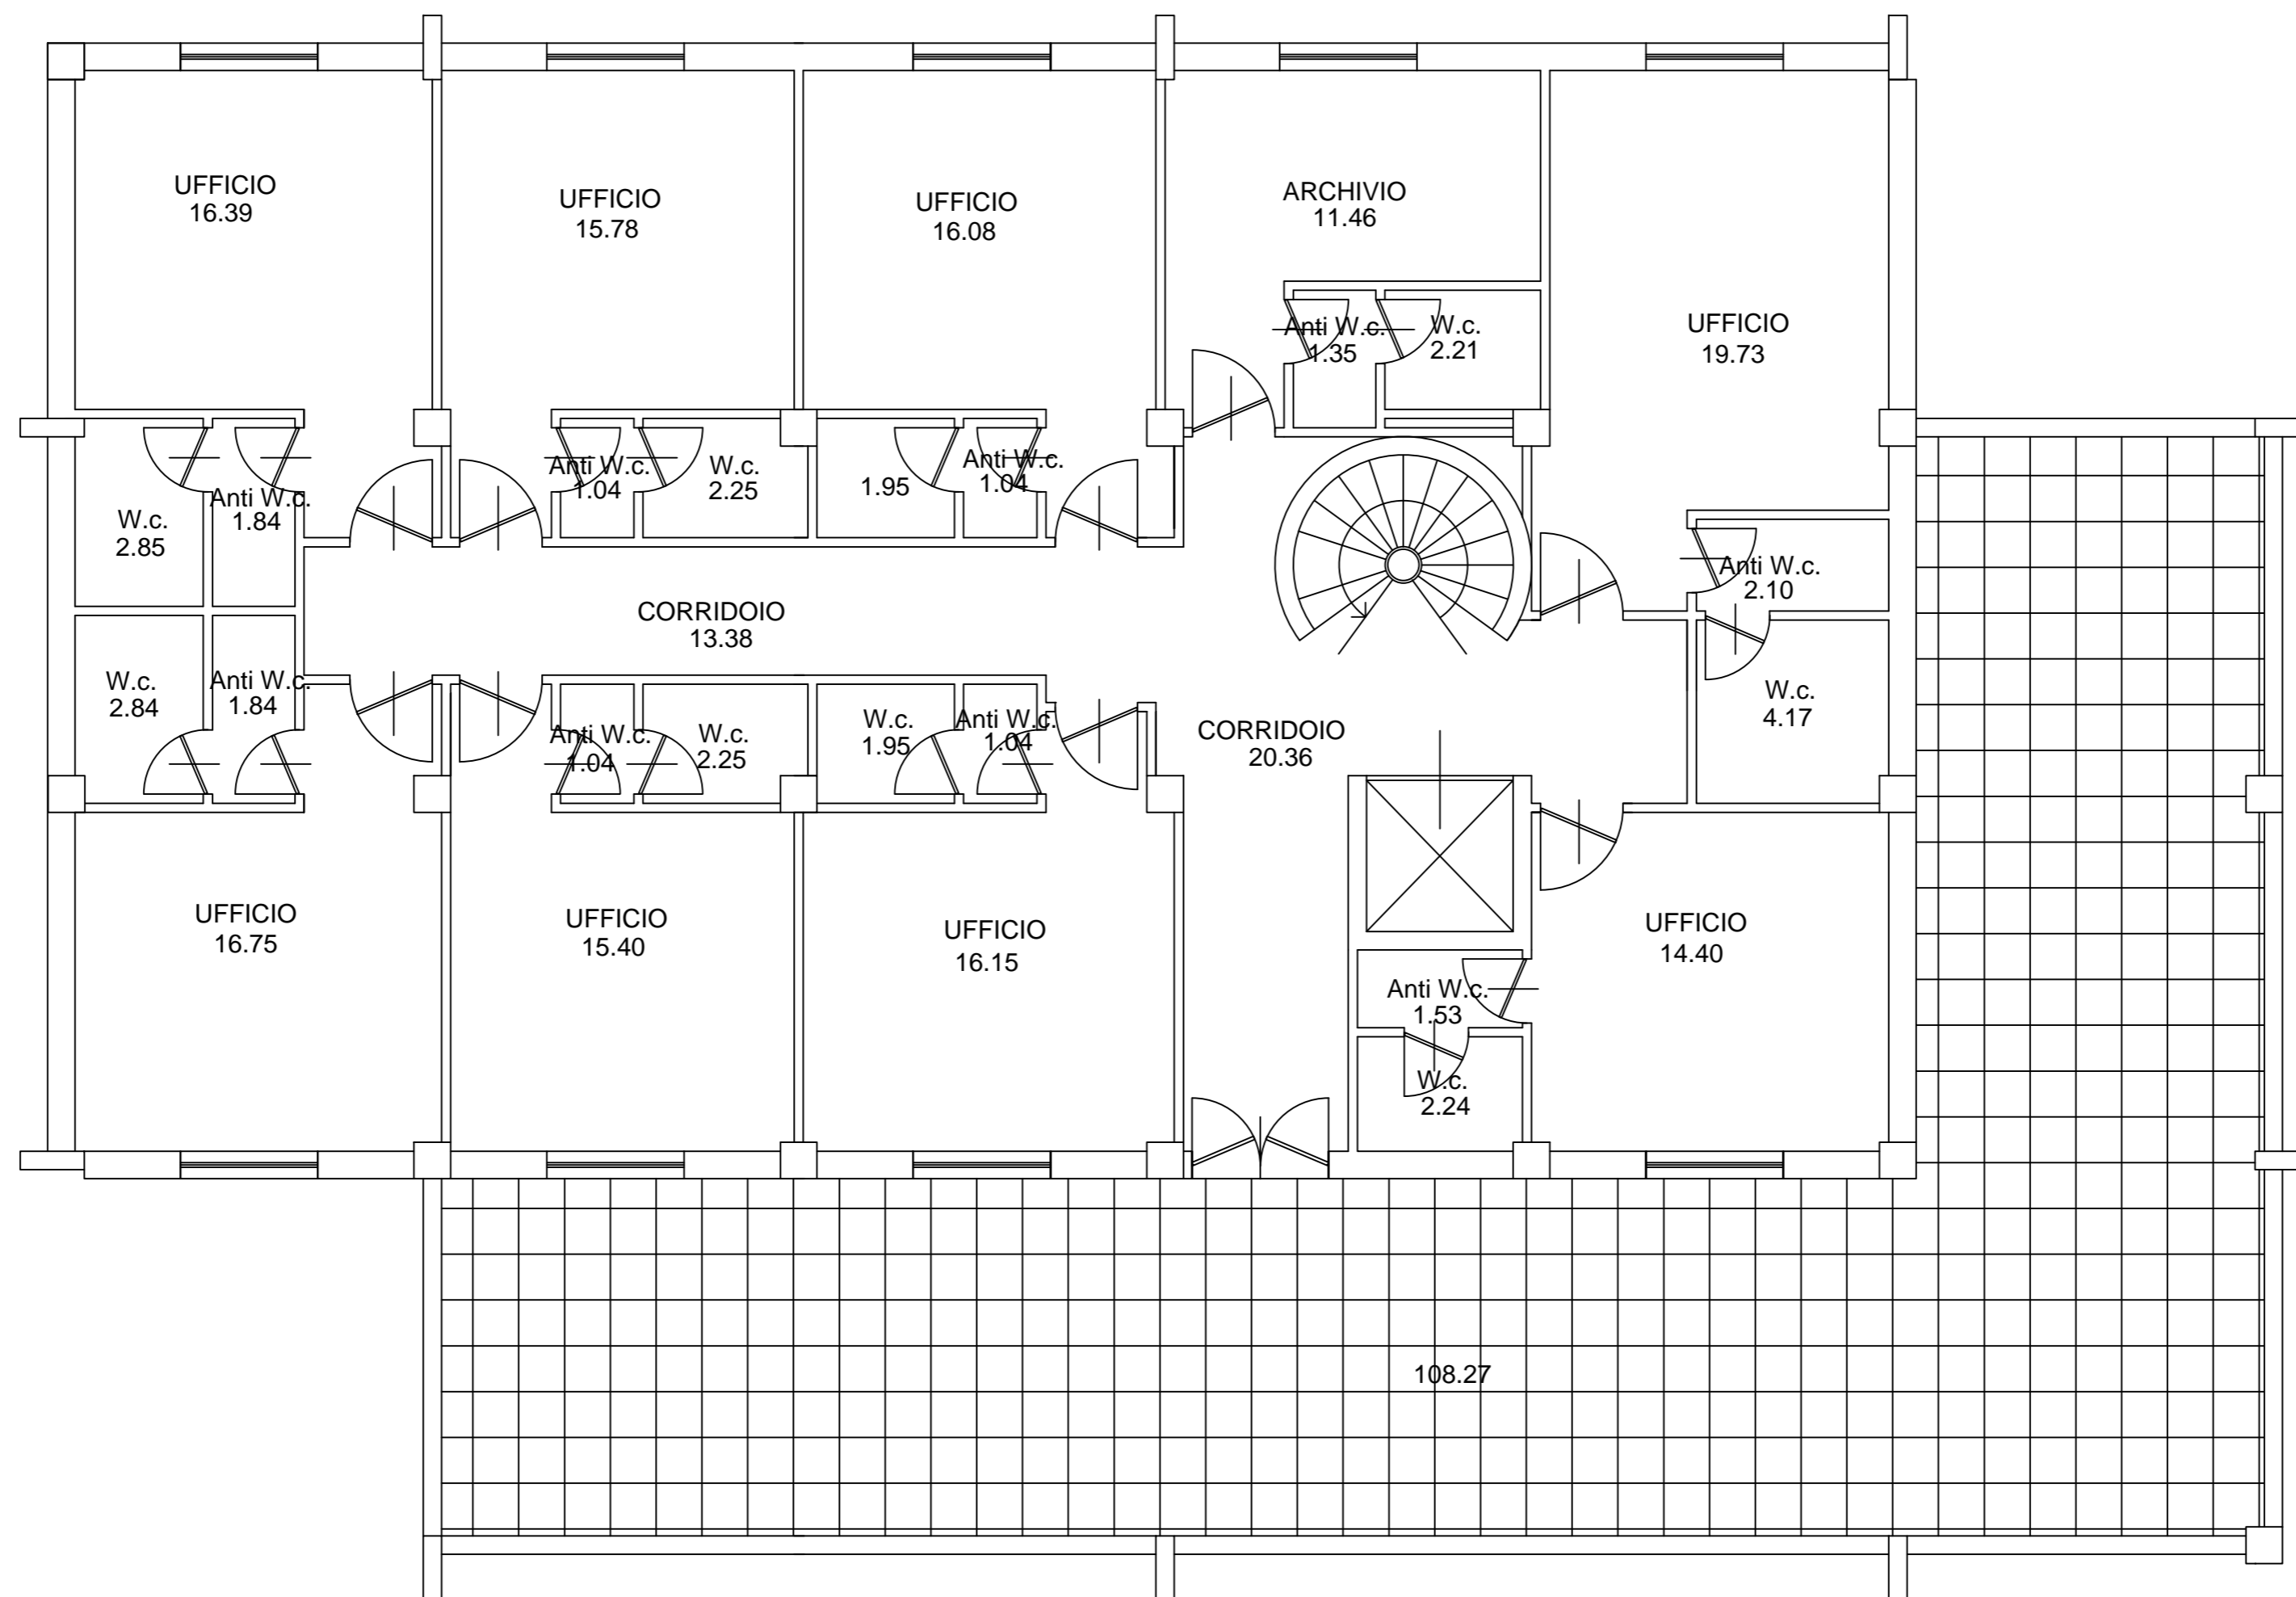 UFFICIO
16.39
UFFICIO
15.78
UFFICIO
16.08
ARCHIVIO
11.46
UFFICIO
19.73
Anti W.c.
1.35
W.c.
2.21
W.c.
2.85
Anti W.c.
1.84
Anti W.c.
1.04
W.c.
2.25
1.95
Anti W.c.
1.04
Anti W.c.
2.10
CORRIDOIO
13.38
W.c.
2.84
Anti W.c.
1.84
Anti W.c.
1.04
W.c.
2.25
W.c.
1.95
Anti W.c.
1.04
CORRIDOIO
20.36
W.c.
4.17
UFFICIO
16.75
UFFICIO
15.40
UFFICIO
16.15
UFFICIO
14.40
Anti W.c.
1.53
W.c.
2.24
108.27